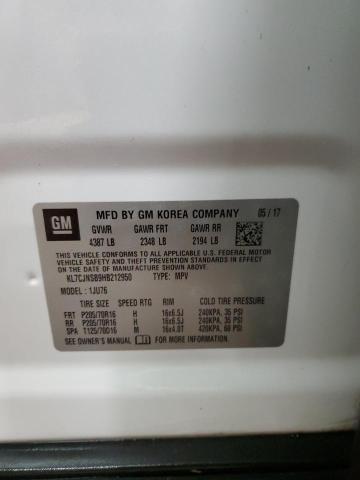 GM
MFD BY GM KOREA COMPANY 05/17
GVWR GAWR FRT GAWR RR
4387 LB 2348 LB 2194 LB
THIS VEHICLE CONFORMS TO ALL APPLICABLE U.S. FEDERAL MOTOR
VEHICLE SAFETY, BUMPER, AND THEFT PREVENTION STANDARDS IN
EFFECT ON THE DATE OF MANUFACTURE SHOWN ABOVE.
KL7CJNSB9HB212950 TYPE: MPV
MODEL: 1JU76
TIRE SIZE SPEED RTG RIM COLD TIRE PRESSURE
FRT P205/70R16 H 16x6.5J 240KPA, 35 PSI
RR P205/70R16 H 16x6.5J 240KPA, 35 PSI
SPA T125/70D16 M 16x4.0T 420KPA, 60 PSI
SEE OWNER'S MANUAL FOR MORE INFORMATION.